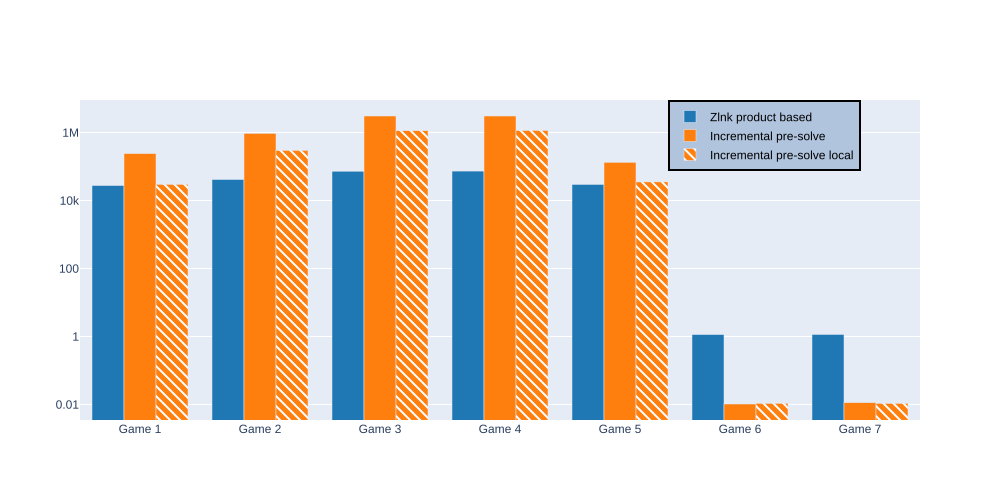 Zlnk product based
Incremental pre-solve
Incremental pre-solve local
1M
10k
100
1
0.01
Game 1
Game 2
Game 3
Game 4
Game 5
Game 6
Game 7